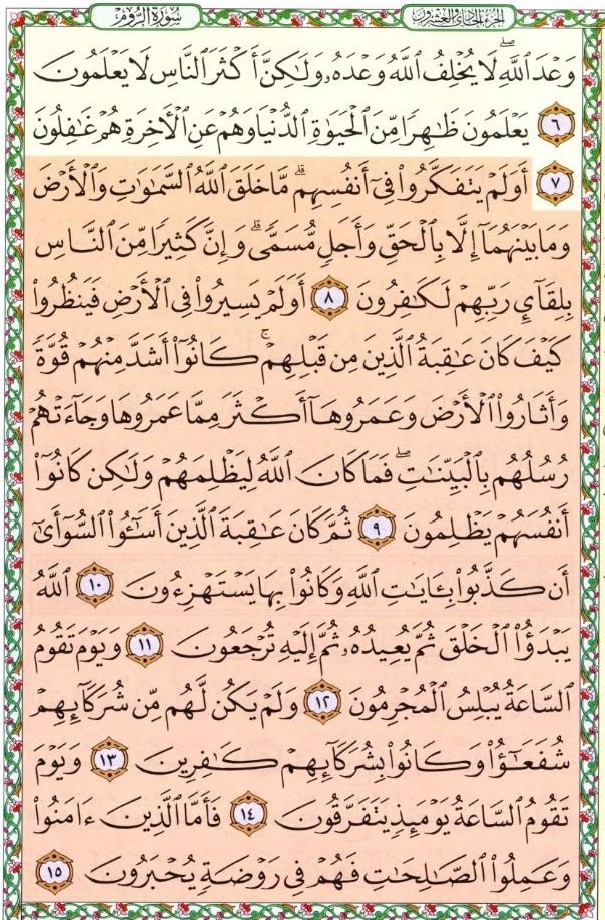 الجزء الحادي والعشرون
سُورَةُ الرُّومِ
وَعْدَ ٱللَّهِۖ لَا يُخْلِفُ ٱللَّهُ وَعْدَهُۥ وَلَٰكِنَّ أَكْثَرَ ٱلنَّاسِ لَا يَعْلَمُونَ
٦ يَعْلَمُونَ ظَٰهِرًا مِّنَ ٱلْحَيَوٰةِ ٱلدُّنْيَا وَهُمْ عَنِ ٱلْأَخِرَةِ هُمْ غَٰفِلُونَ
٧ أَوَلَمْ يَتَفَكَّرُوا۟ فِىٓ أَنفُسِهِمۗ مَّا خَلَقَ ٱللَّهُ ٱلسَّمَٰوَٰتِ وَٱلْأَرْضَ
وَمَا بَيْنَهُمَآ إِلَّا بِٱلْحَقِّ وَأَجَلٍ مُّسَمًّىۗ وَإِنَّ كَثِيرًا مِّنَ ٱلنَّاسِ
بِلِقَآئِ رَبِّهِمْ لَكَٰفِرُونَ ٨ أَوَلَمْ يَسِيرُوا۟ فِى ٱلْأَرْضِ فَيَنظُرُوا۟
كَيْفَ كَانَ عَٰقِبَةُ ٱلَّذِينَ مِن قَبْلِهِمْۚ كَانُوٓا۟ أَشَدَّ مِنْهُمْ قُوَّةً
وَأَثَارُوا۟ ٱلْأَرْضَ وَعَمَرُوهَآ أَكْثَرَ مِمَّا عَمَرُوهَا وَجَآءَتْهُمْ
رُسُلُهُم بِٱلْبَيِّنَٰتِۖ فَمَا كَانَ ٱللَّهُ لِيَظْلِمَهُمْ وَلَٰكِن كَانُوٓا۟
أَنفُسَهُمْ يَظْلِمُونَ ٩ ثُمَّ كَانَ عَٰقِبَةَ ٱلَّذِينَ أَسَٰٓـُٔوا۟ ٱلسُّوٓأَىٰٓ
أَن كَذَّبُوا۟ بِـَٔايَٰتِ ٱللَّهِ وَكَانُوا۟ بِهَا يَسْتَهْزِءُونَ ١٠ ٱللَّهُ
يَبْدَؤُا۟ ٱلْخَلْقَ ثُمَّ يُعِيدُهُۥ ثُمَّ إِلَيْهِ تُرْجَعُونَ ١١ وَيَوْمَ تَقُومُ
ٱلسَّاعَةُ يُبْلِسُ ٱلْمُجْرِمُونَ ١٢ وَلَمْ يَكُن لَّهُم مِّن شُرَكَآئِهِمْ
شُفَعَٰٓؤُا۟ وَكَانُوا۟ بِشُرَكَآئِهِمْ كَٰفِرِينَ ١٣ وَيَوْمَ
تَقُومُ ٱلسَّاعَةُ يَوْمَئِذٍ يَتَفَرَّقُونَ ١٤ فَأَمَّا ٱلَّذِينَ ءَامَنُوا۟
وَعَمِلُوا۟ ٱلصَّٰلِحَٰتِ فَهُمْ فِى رَوْضَةٍ يُحْبَرُونَ ١٥